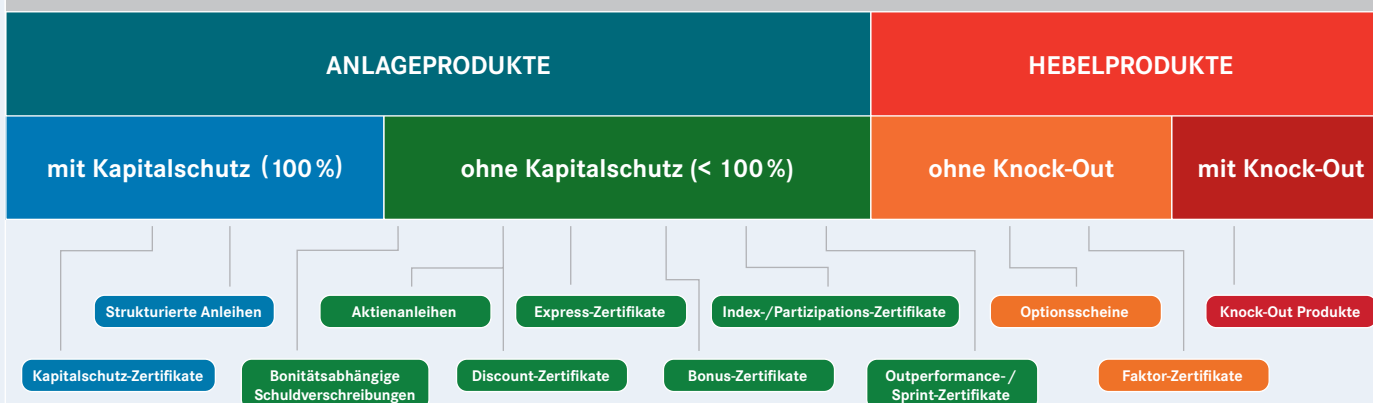 ANLAGEPRODUKTE
HEBELPRODUKTE
mit Kapitalschutz (100 %)
ohne Kapitalschutz (< 100 %)
ohne Knock-Out
mit Knock-Out
Strukturierte Anleihen
Aktienanleihen
Express-Zertifikate
Index-/Partizipations-Zertifikate
Optionsscheine
Knock-Out Produkte
Kapitalschutz-Zertifikate
Bonitätsabhängige
Schuldverschreibungen
Discount-Zertifikate
Bonus-Zertifikate
Outperformance-/
Sprint-Zertifikate
Faktor-Zertifikate